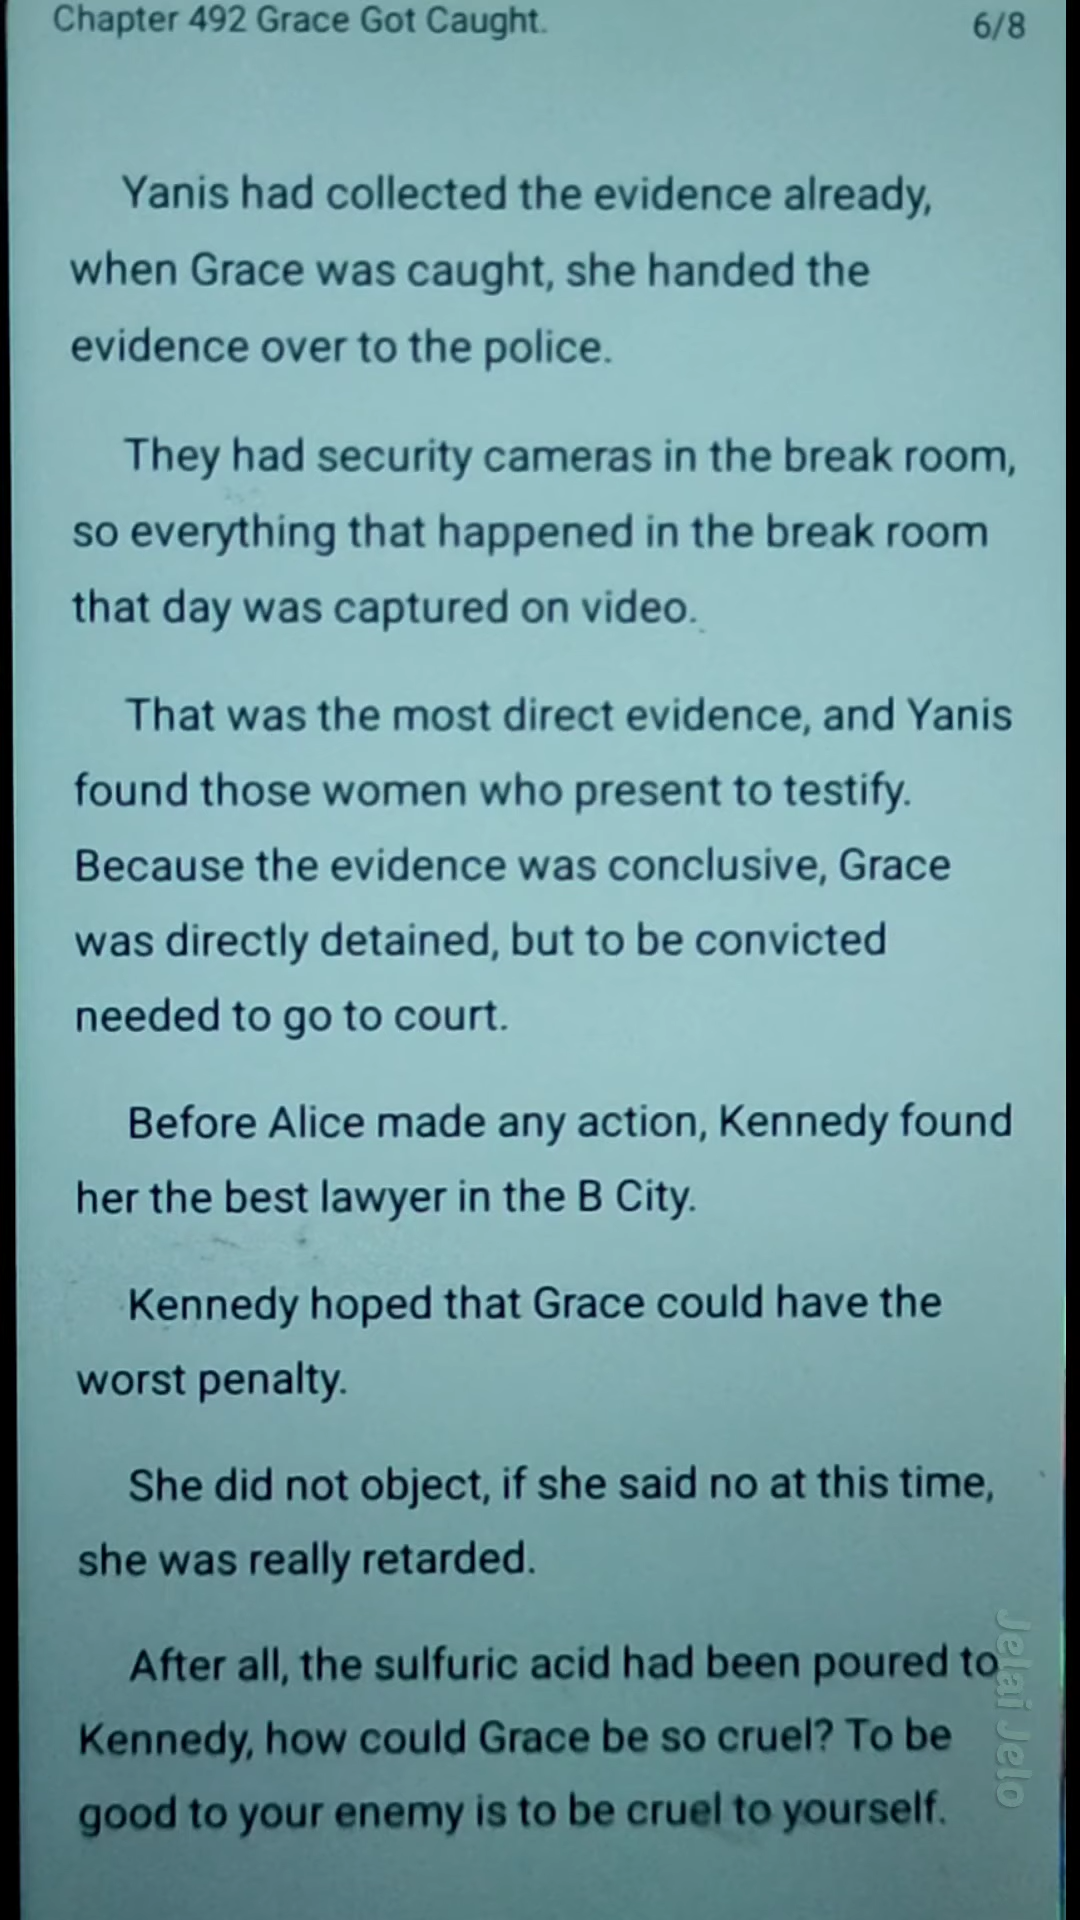 Chapter 492 Grace Got Caught.
6/8
Yanis had collected the evidence already,
when Grace was caught, she handed the
evidence over to the police.
They had security cameras in the break room,
so everything that happened in the break room
that day was captured on video.
That was the most direct evidence, and Yanis
found those women who present to testify.
Because the evidence was conclusive, Grace
was directly detained, but to be convicted
needed to go to court.
Before Alice made any action, Kennedy found
her the best lawyer in the B City.
Kennedy hoped that Grace could have the
worst penalty.
She did not object, if she said no at this time,
she was really retarded.
After all, the sulfuric acid had been poured to
Kennedy, how could Grace be so cruel? To be
good to your enemy is to be cruel to yourself.
Jelai Jelo